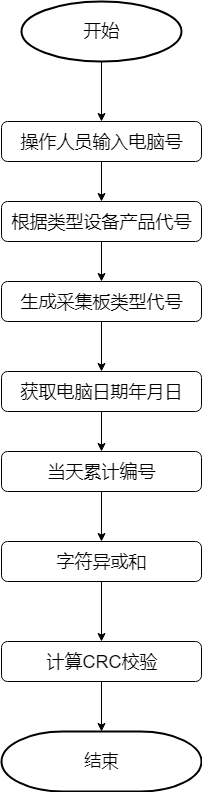 开始
操作人员输入电脑号
根据类型设备产品代号
生成采集板类型代号
获取电脑日期年月日
当天累计编号
字符异或和
计算CRC校验
结束